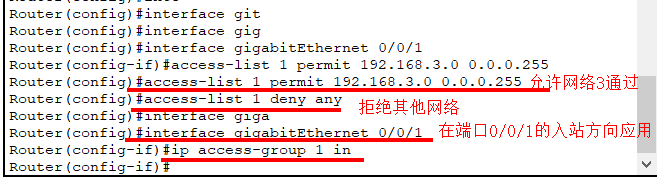 Router(config)#interface git
Router(config)#interface gig
Router(config)#interface gigabitEthernet 0/0/1
Router(config-if)#access-list 1 permit 192.168.3.0 0.0.0.255
Router(config)#access-list 1 permit 192.168.3.0 0.0.0.255 允许网络3通过
Router(config)#access-list 1 deny any 拒绝其他网络
Router(config)#interface giga
Router(config)#interface gigabitEthernet 0/0/1 在端口0/0/1的入站方向应用
Router(config-if)#ip access-group 1 in
Router(config-if)#